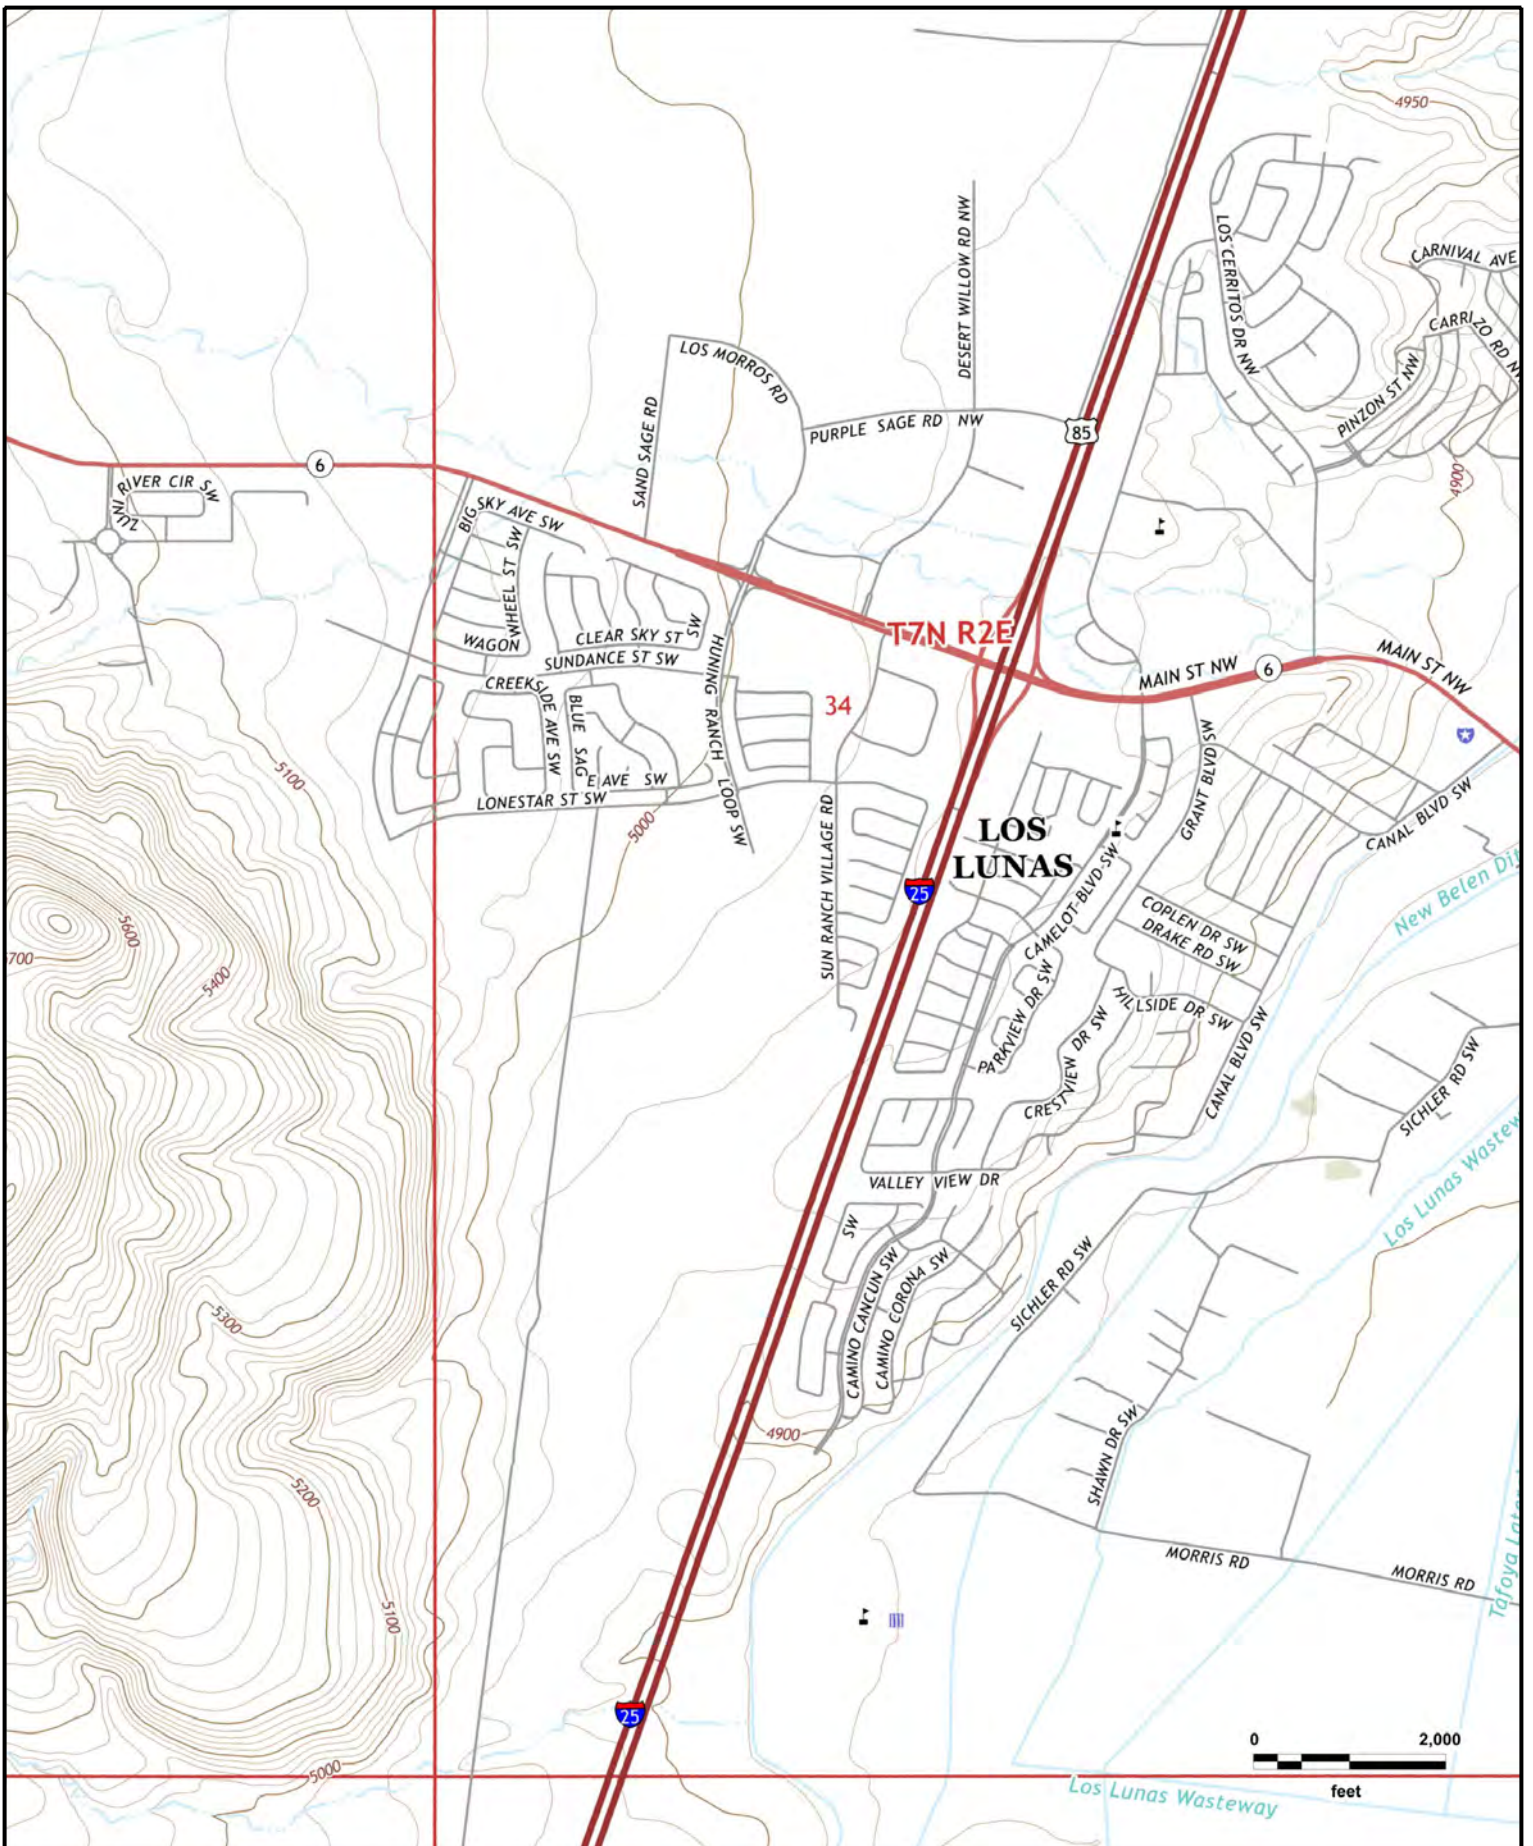 4950
LOS CERRITOS DR NW
CARNIVAL AVE
CARRIZO RD NW
PINZON ST NW
4900
DESERT WILLOW RD NW
LOS MORROS RD
SAND SAGE RD
PURPLE SAGE RD NW
85
6
ZUNI RIVER CIR SW
BIG SKY AVE SW
WAGON WHEEL ST SW
CLEAR SKY ST SW
SUNDANCE ST SW
CREEKSIDE AVE SW
BLUE SAGE AVE SW
LONESTAR ST SW
HUNING RANCH LOOP SW
T7N R2E
34
MAIN ST NW
6
MAIN ST NW
GRANT BLVD SW
CANAL BLVD SW
SUN RANCH VILLAGE RD
LOS
LUNAS
25
CAMELOT BLVD SW
COPLEN DR SW
DRAKE RD SW
New Belen
5100
5000
5600
5400
PARKVIEW DR SW
CRESTVIEW DR SW
HILLSIDE DR SW
CANAL BLVD SW
SICHLER RD SW
VALLEY VIEW DR
SW
CAMINO CANCUN SW
CAMINO CORONA SW
SICHLER RD SW
Los Lunas
5300
5200
5100
4900
SHAWN DR SW
MORRIS RD
MORRIS RD
Tafoya
25
5000
0 2,000
feet
Los Lunas Wasteway